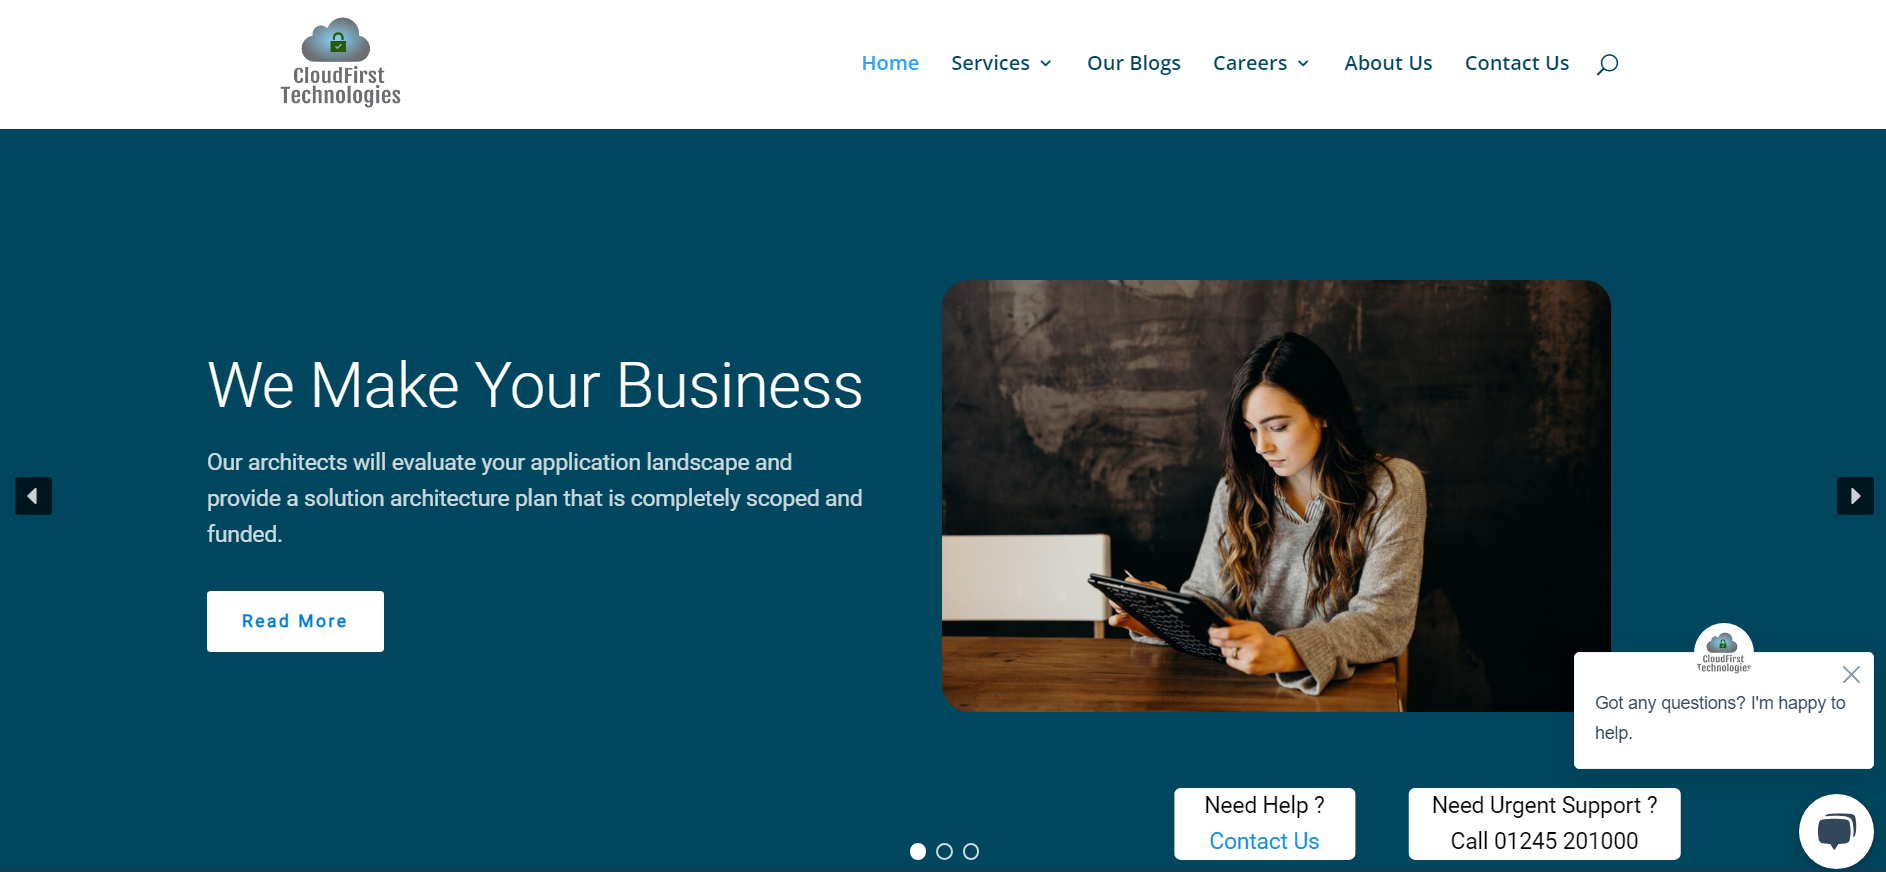 CloudFirst
Technologies
Home Services Our Blogs Careers About Us Contact Us
We Make Your Business
Our architects will evaluate your application landscape and
provide a solution architecture plan that is completely scoped and
funded.
Read More
CloudFirst
Technologies
Got any questions? I'm happy to
help.
Need Help ?
Contact Us
Need Urgent Support ?
Call 01245 201000